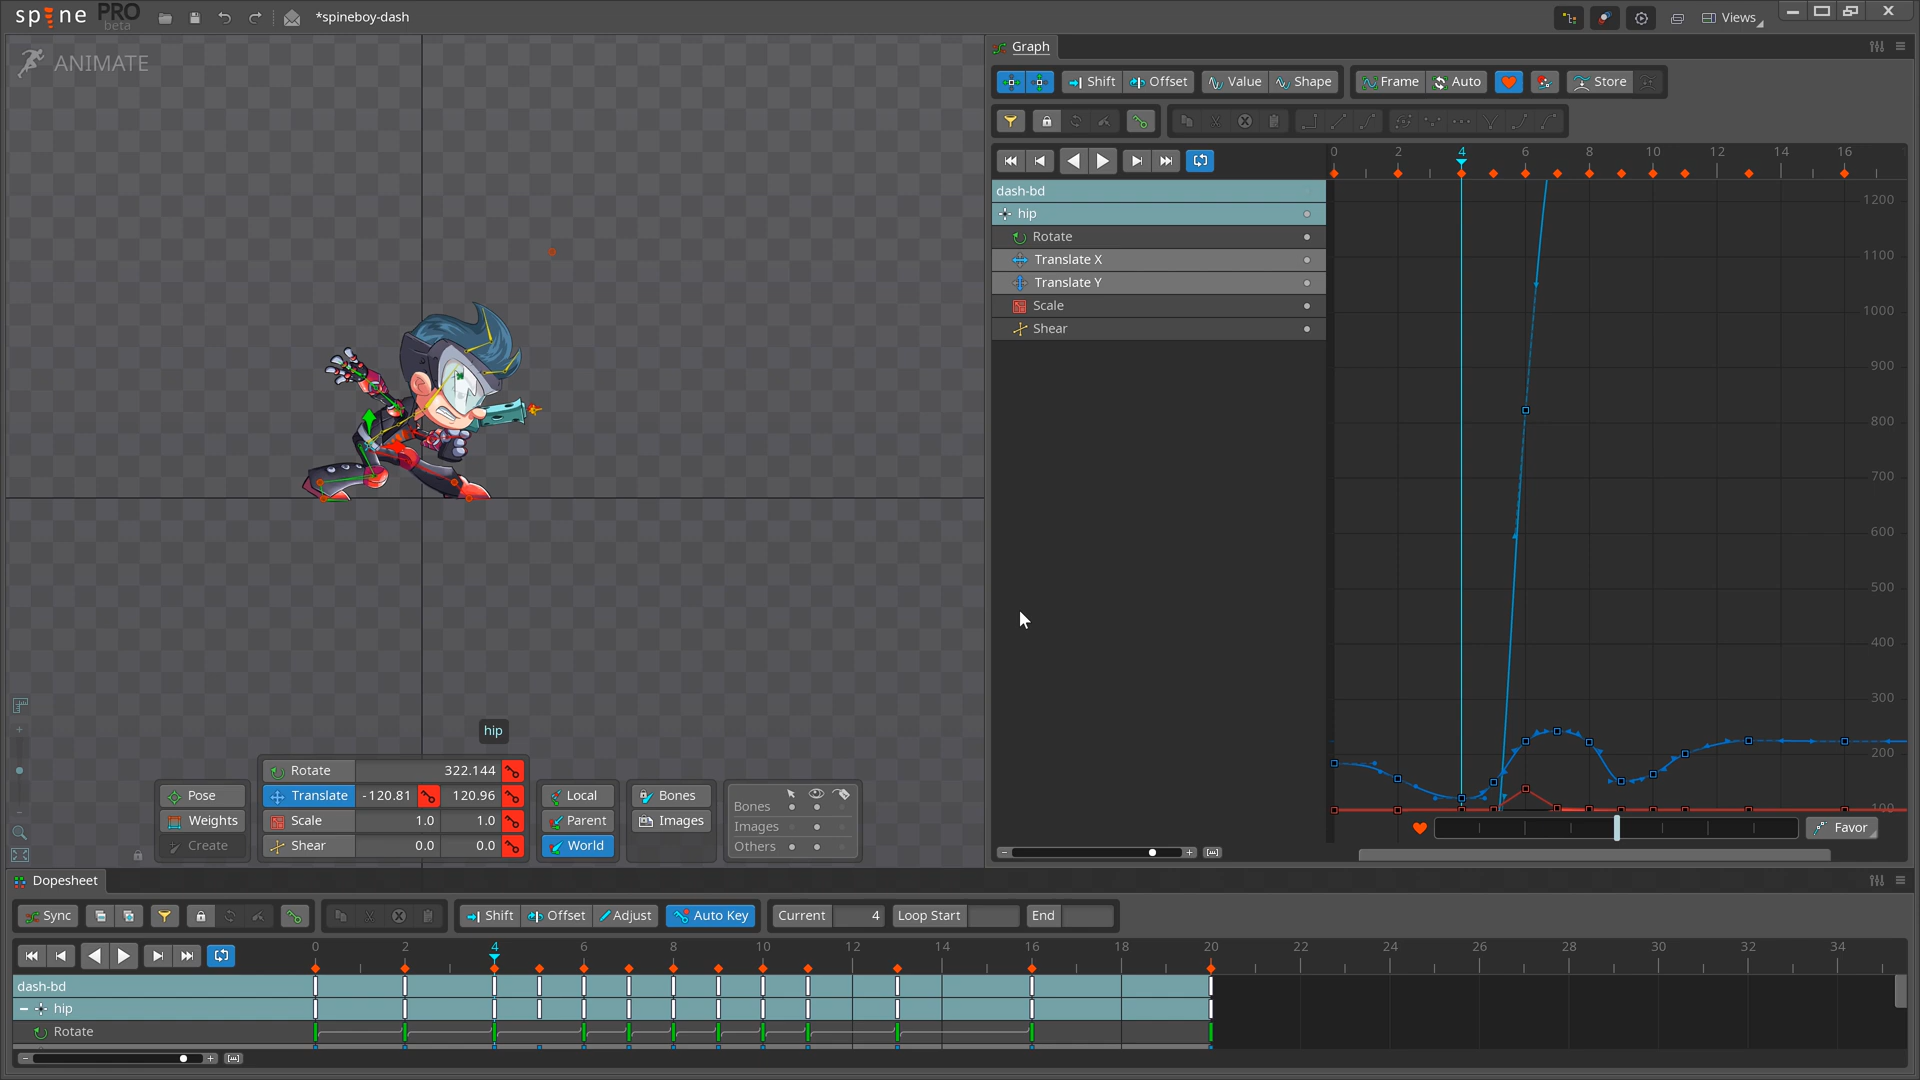 spine PRO beta *spineboy-dash Views
ANIMATE
Graph
Shift Offset Value Shape Frame Auto Store
0 2 4 6 8 10 12 14 16
dash-bd
hip
Rotate
Translate X
Translate Y
Scale
Shear
1200
1100
1000
900
800
700
600
500
400
300
200
100
Favor
hip
Rotate 322.144
Pose Translate -120.81 120.96 Local Bones
Weights Scale 1.0 1.0 Parent Images
Create Shear 0.0 0.0 World
Bones
Images
Others
Dopesheet
Sync Shift Offset Adjust Auto Key Current 4 Loop Start End
0 2 4 6 8 10 12 14 16 18 20 22 24 26 28 30 32 34
dash-bd
hip
Rotate